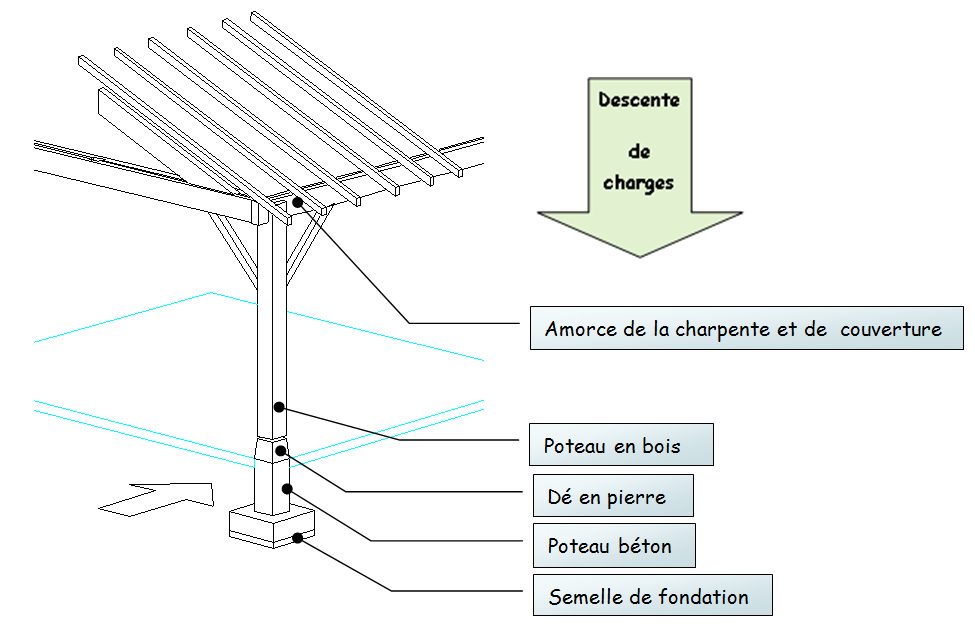 Descente
de
charges
Amorce de la charpente et de couverture
Poteau en bois
Dé en pierre
Poteau béton
Semelle de fondation